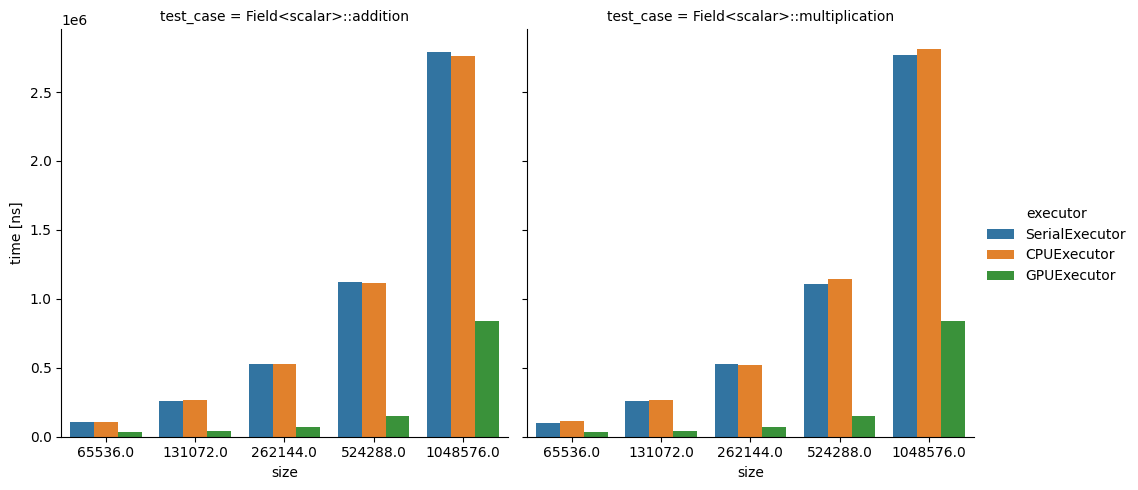 test_case = Field<scalar>::addition
test_case = Field<scalar>::multiplication
1e6
2.5
2.0
1.5
1.0
0.5
0.0
time [ns]
65536.0 131072.0 262144.0 524288.0 1048576.0
size
65536.0 131072.0 262144.0 524288.0 1048576.0
size
executor
SerialExecutor
CPUExecutor
GPUExecutor